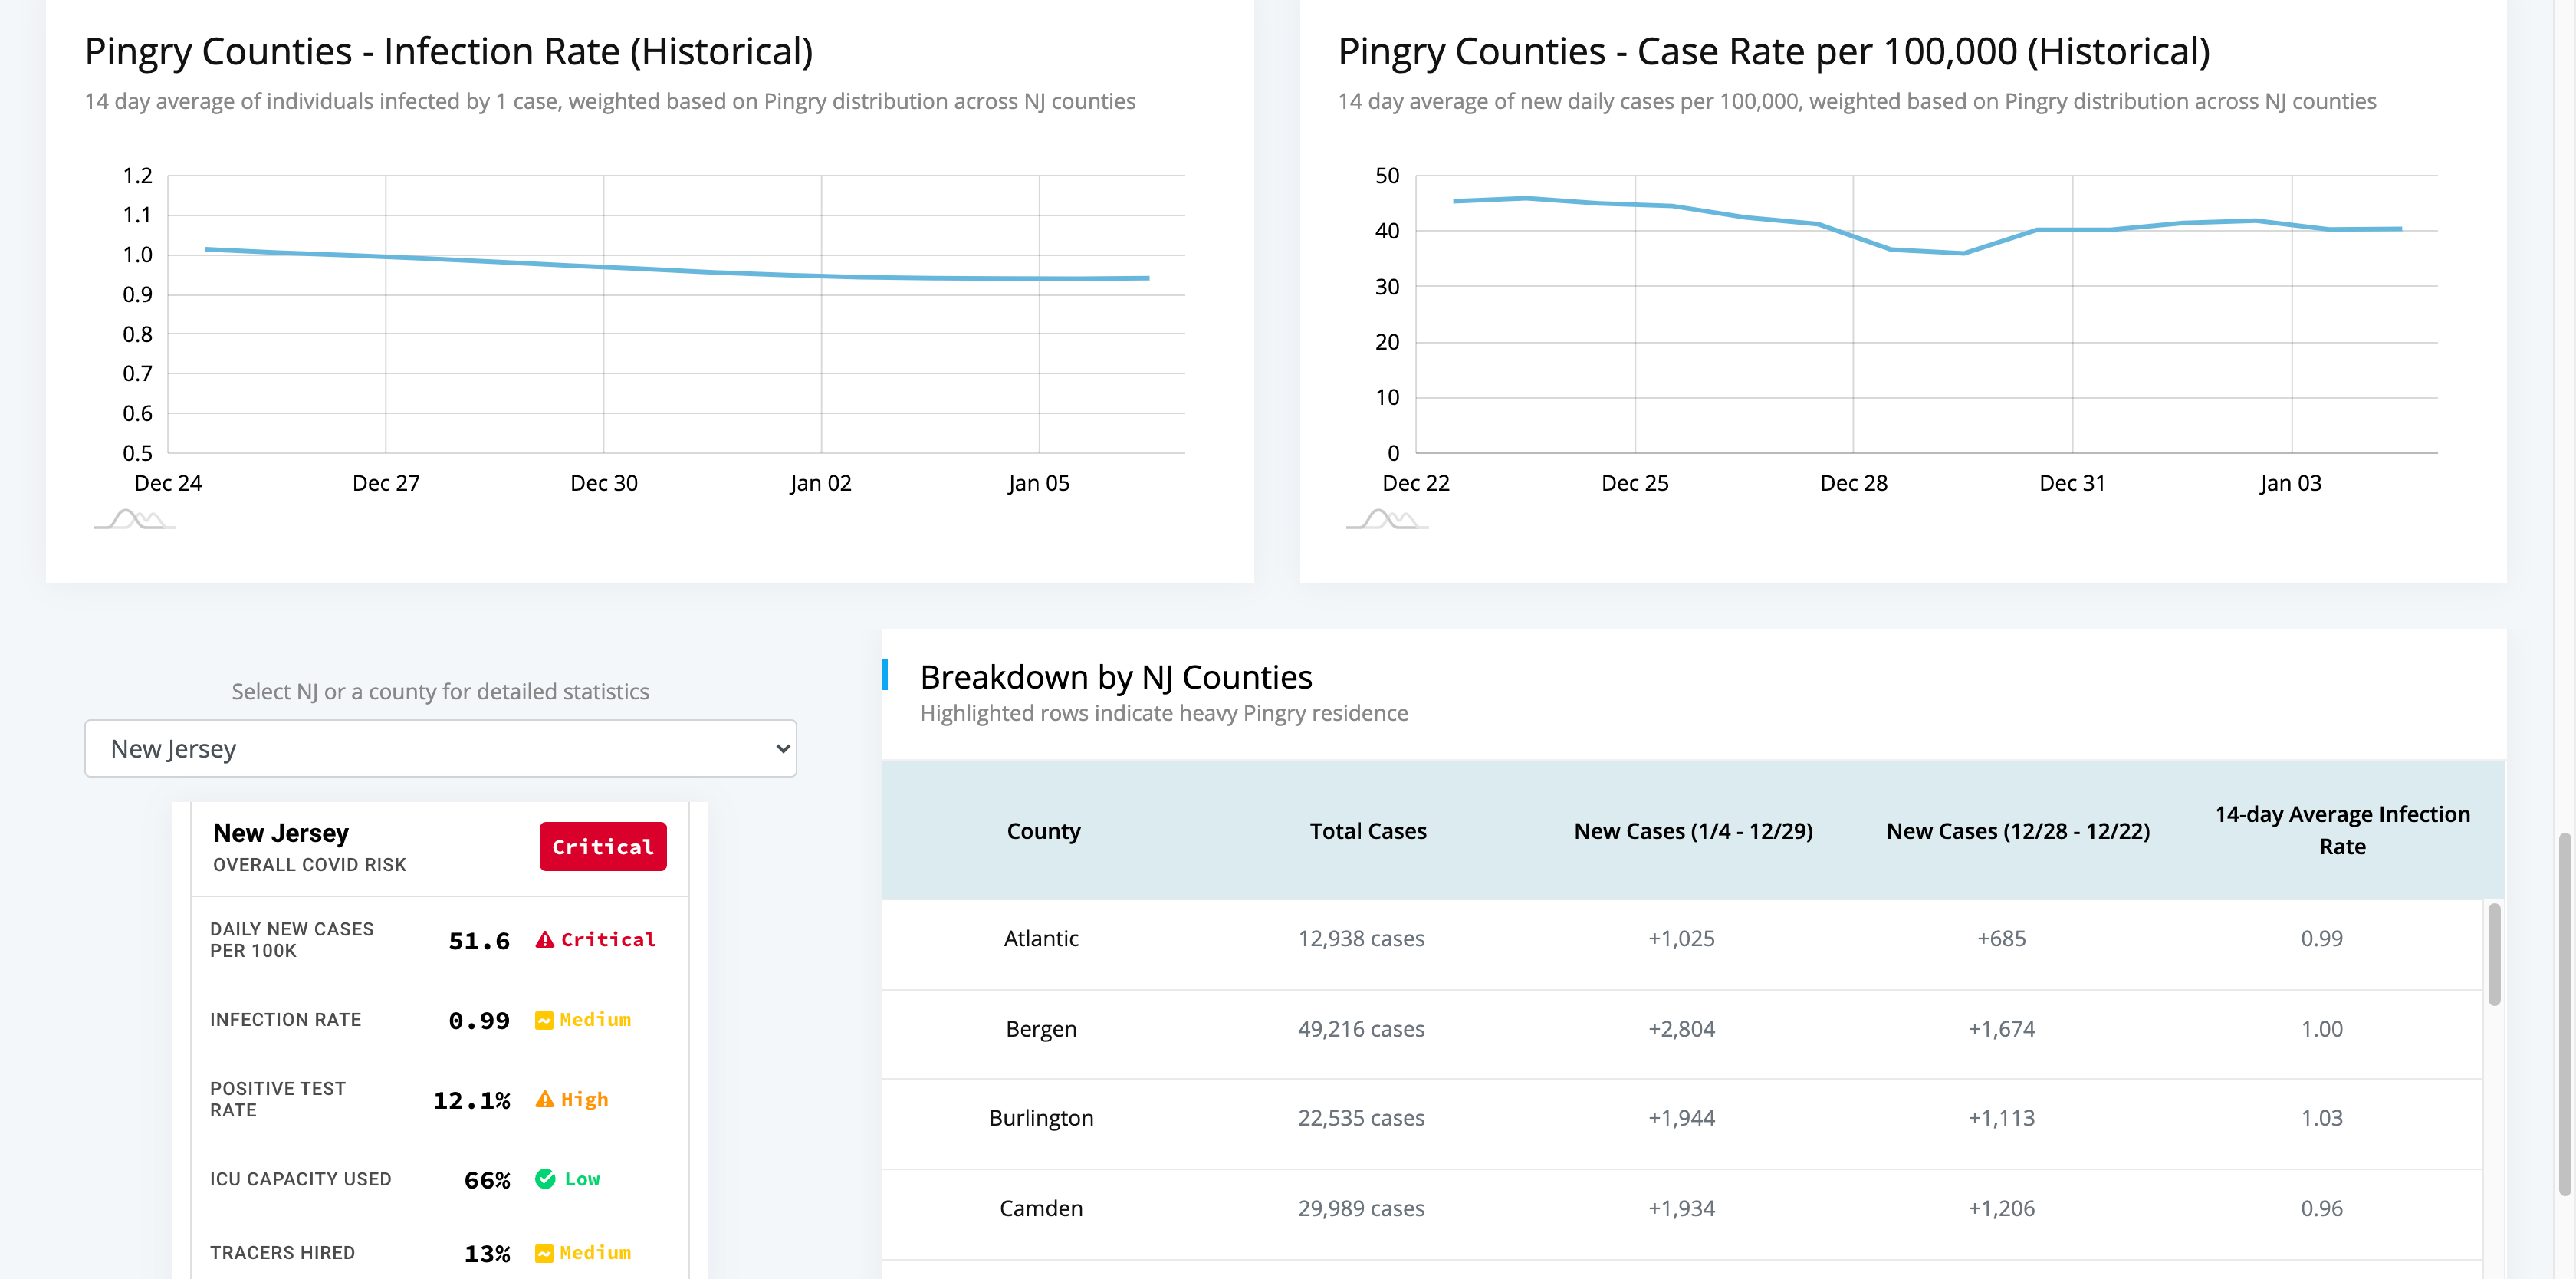 Pingry Counties - Infection Rate (Historical)
14 day average of individuals infected by 1 case, weighted based on Pingry distribution across NJ counties
1.2
1.1
1.0
0.9
0.8
0.7
0.6
0.5
Dec 24 Dec 27 Dec 30 Jan 02 Jan 05
Pingry Counties - Case Rate per 100,000 (Historical)
14 day average of new daily cases per 100,000, weighted based on Pingry distribution across NJ counties
50
40
30
20
10
0
Dec 22 Dec 25 Dec 28 Dec 31 Jan 03
Select NJ or a county for detailed statistics
New Jersey
New Jersey Critical
OVERALL COVID RISK
DAILY NEW CASES
PER 100K 51.6 Critical
INFECTION RATE 0.99 Medium
POSITIVE TEST
RATE 12.1% High
ICU CAPACITY USED 66% Low
TRACERS HIRED 13% Medium
Breakdown by NJ Counties
Highlighted rows indicate heavy Pingry residence
County Total Cases New Cases (1/4 - 12/29) New Cases (12/28 - 12/22) 14-day Average Infection
Rate
Atlantic 12,938 cases +1,025 +685 0.99
Bergen 49,216 cases +2,804 +1,674 1.00
Burlington 22,535 cases +1,944 +1,113 1.03
Camden 29,989 cases +1,934 +1,206 0.96